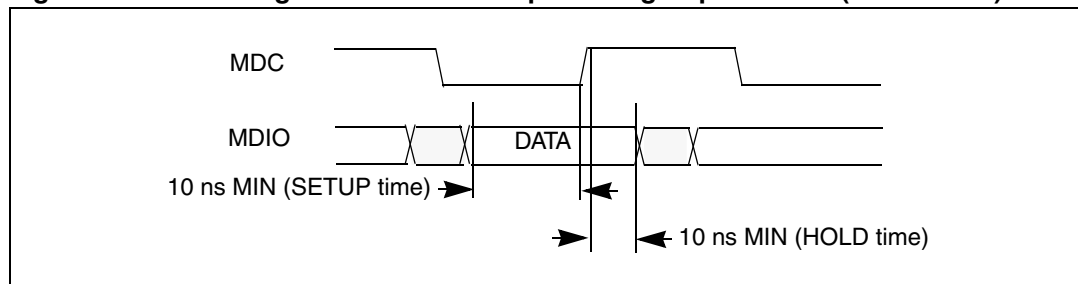 MDC
MDIO
DATA
10 ns MIN (SETUP time)
10 ns MIN (HOLD time)